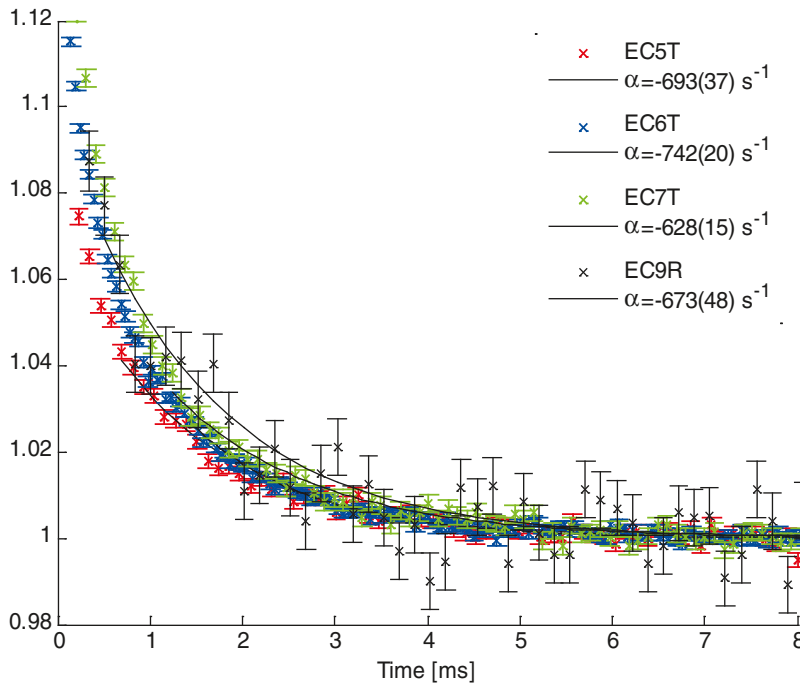 1.12
1.1
1.08
1.06
1.04
1.02
1
0.98
0 1 2 3 4 5 6 7 8
Time [ms]
EC5T
α=-693(37) s⁻¹
EC6T
α=-742(20) s⁻¹
EC7T
α=-628(15) s⁻¹
EC9R
α=-673(48) s⁻¹